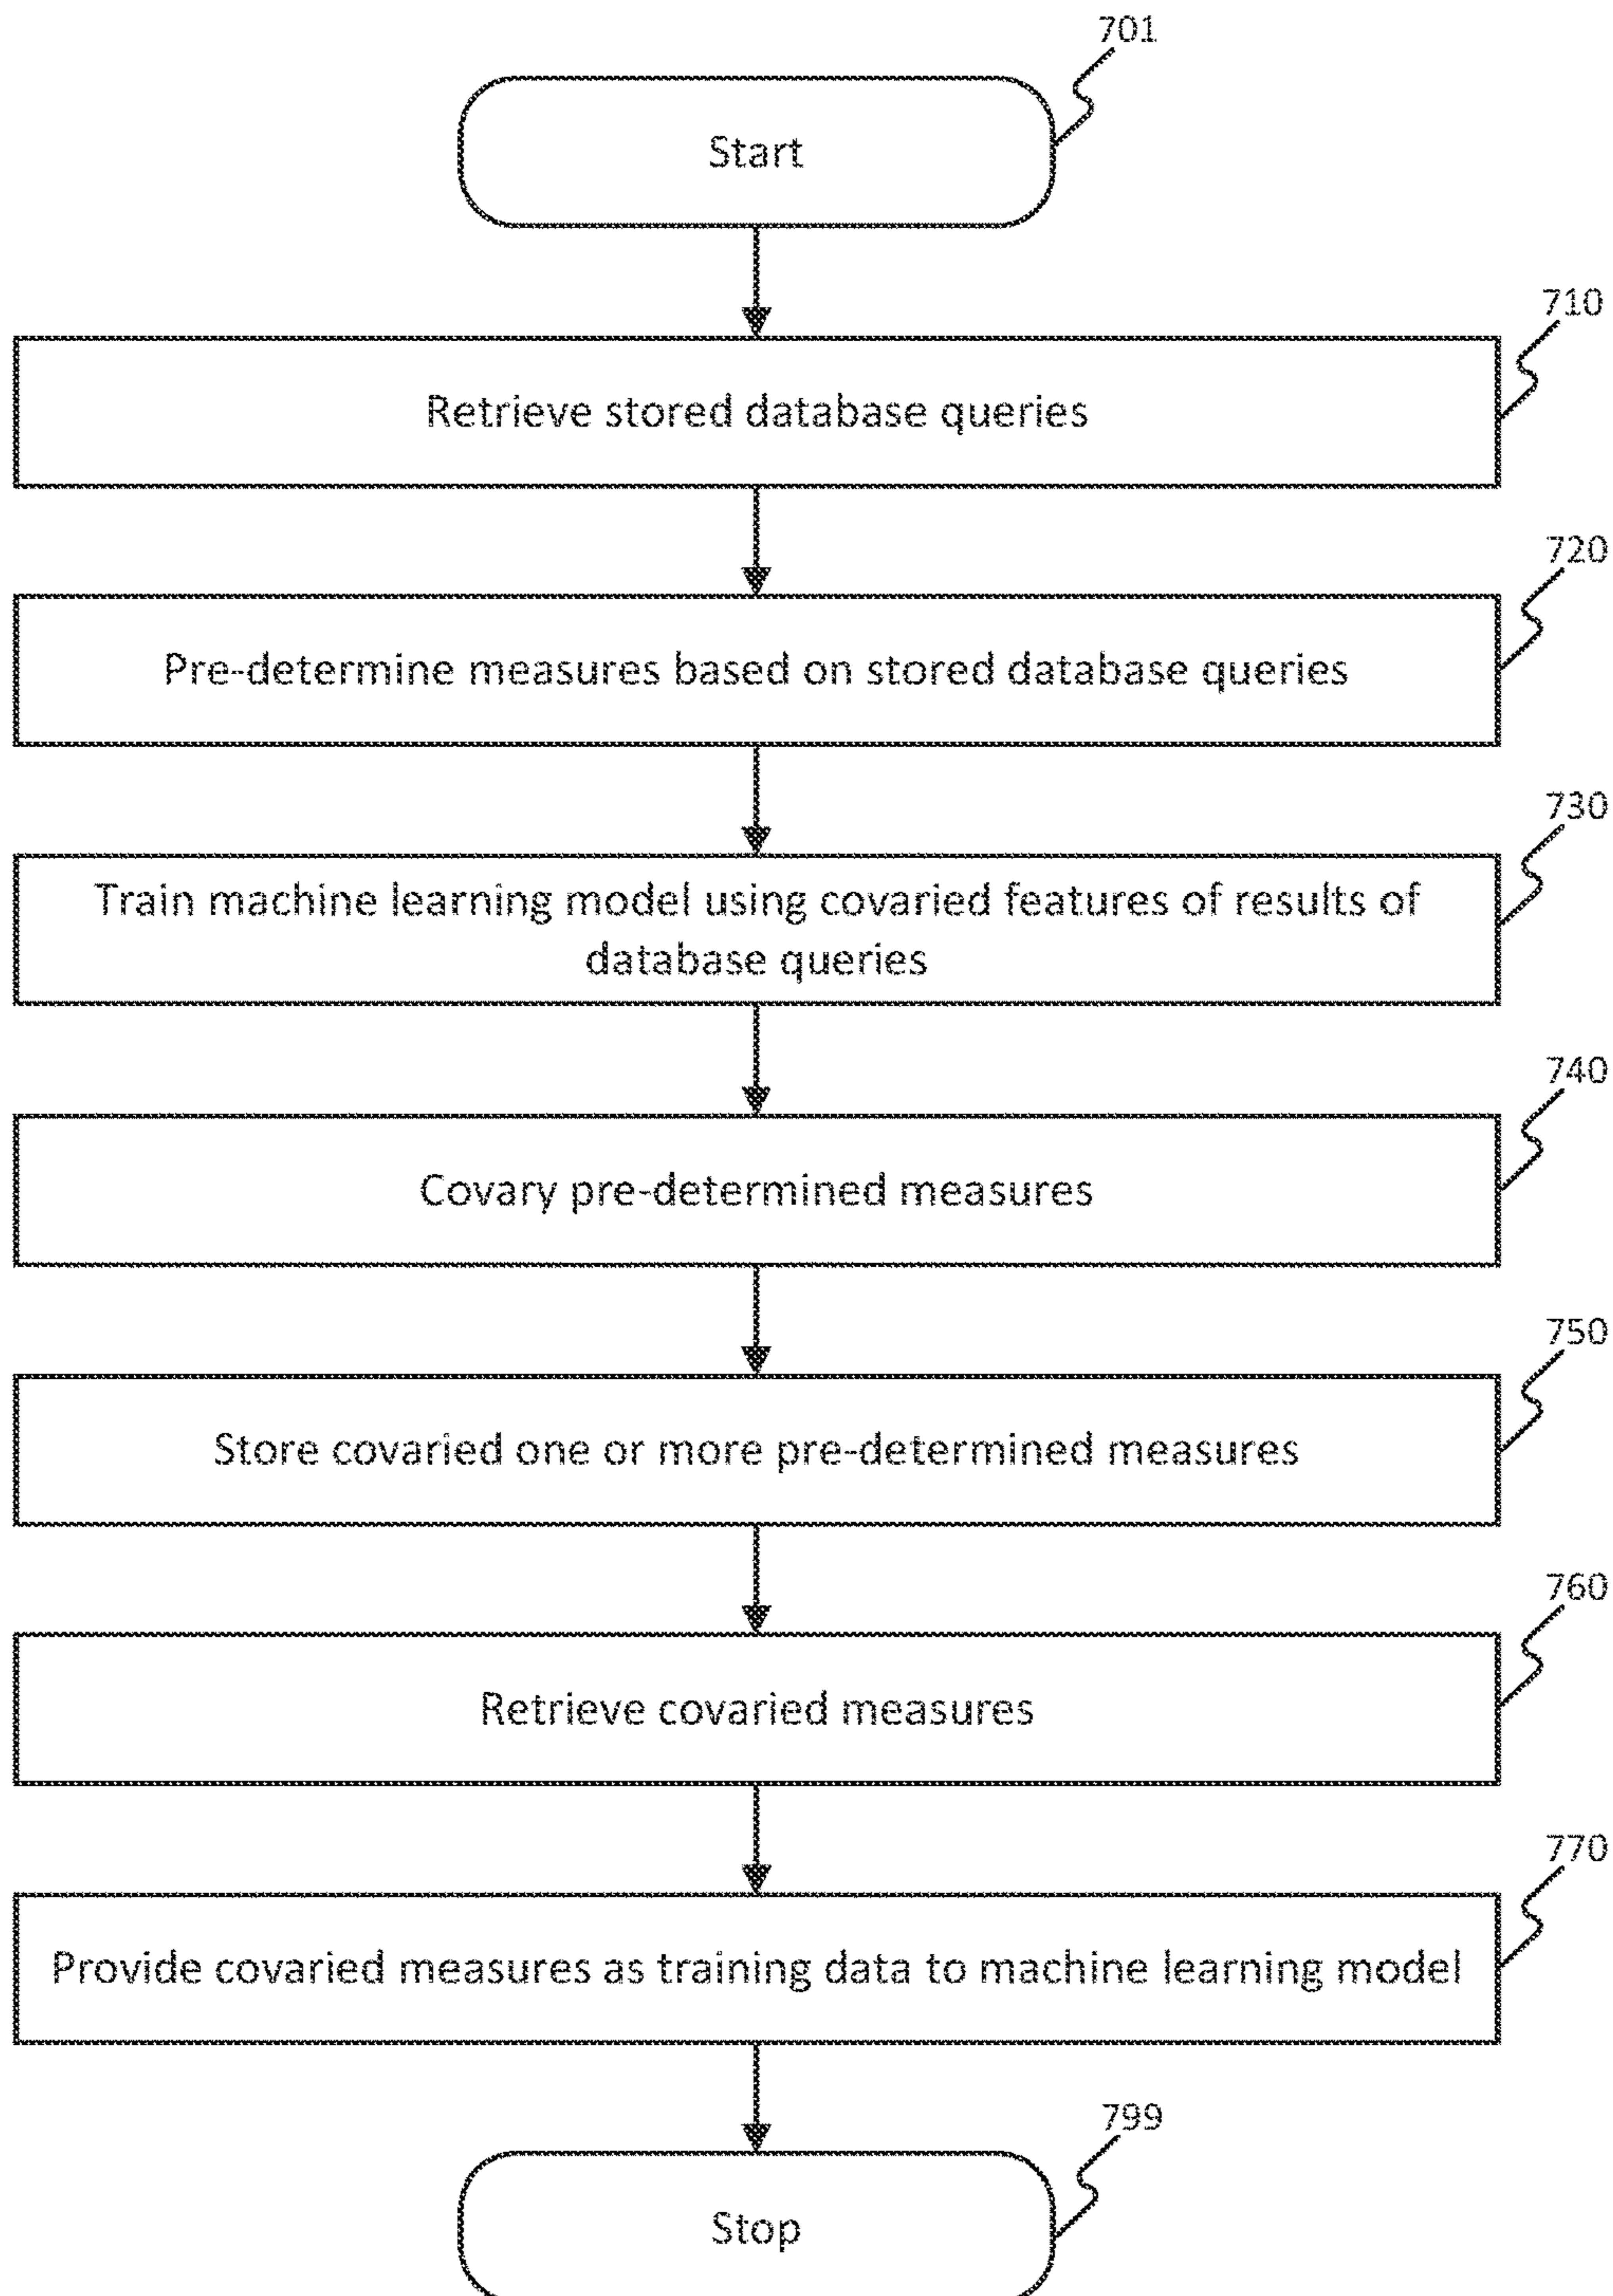 701
Start
710
Retrieve stored database queries
720
Pre-determine measures based on stored database queries
730
Train machine learning model using covaried features of results of
database queries
740
Covary pre-determined measures
750
Store covaried one or more pre-determined measures
760
Retrieve covaried measures
770
Provide covaried measures as training data to machine learning model
799
Stop